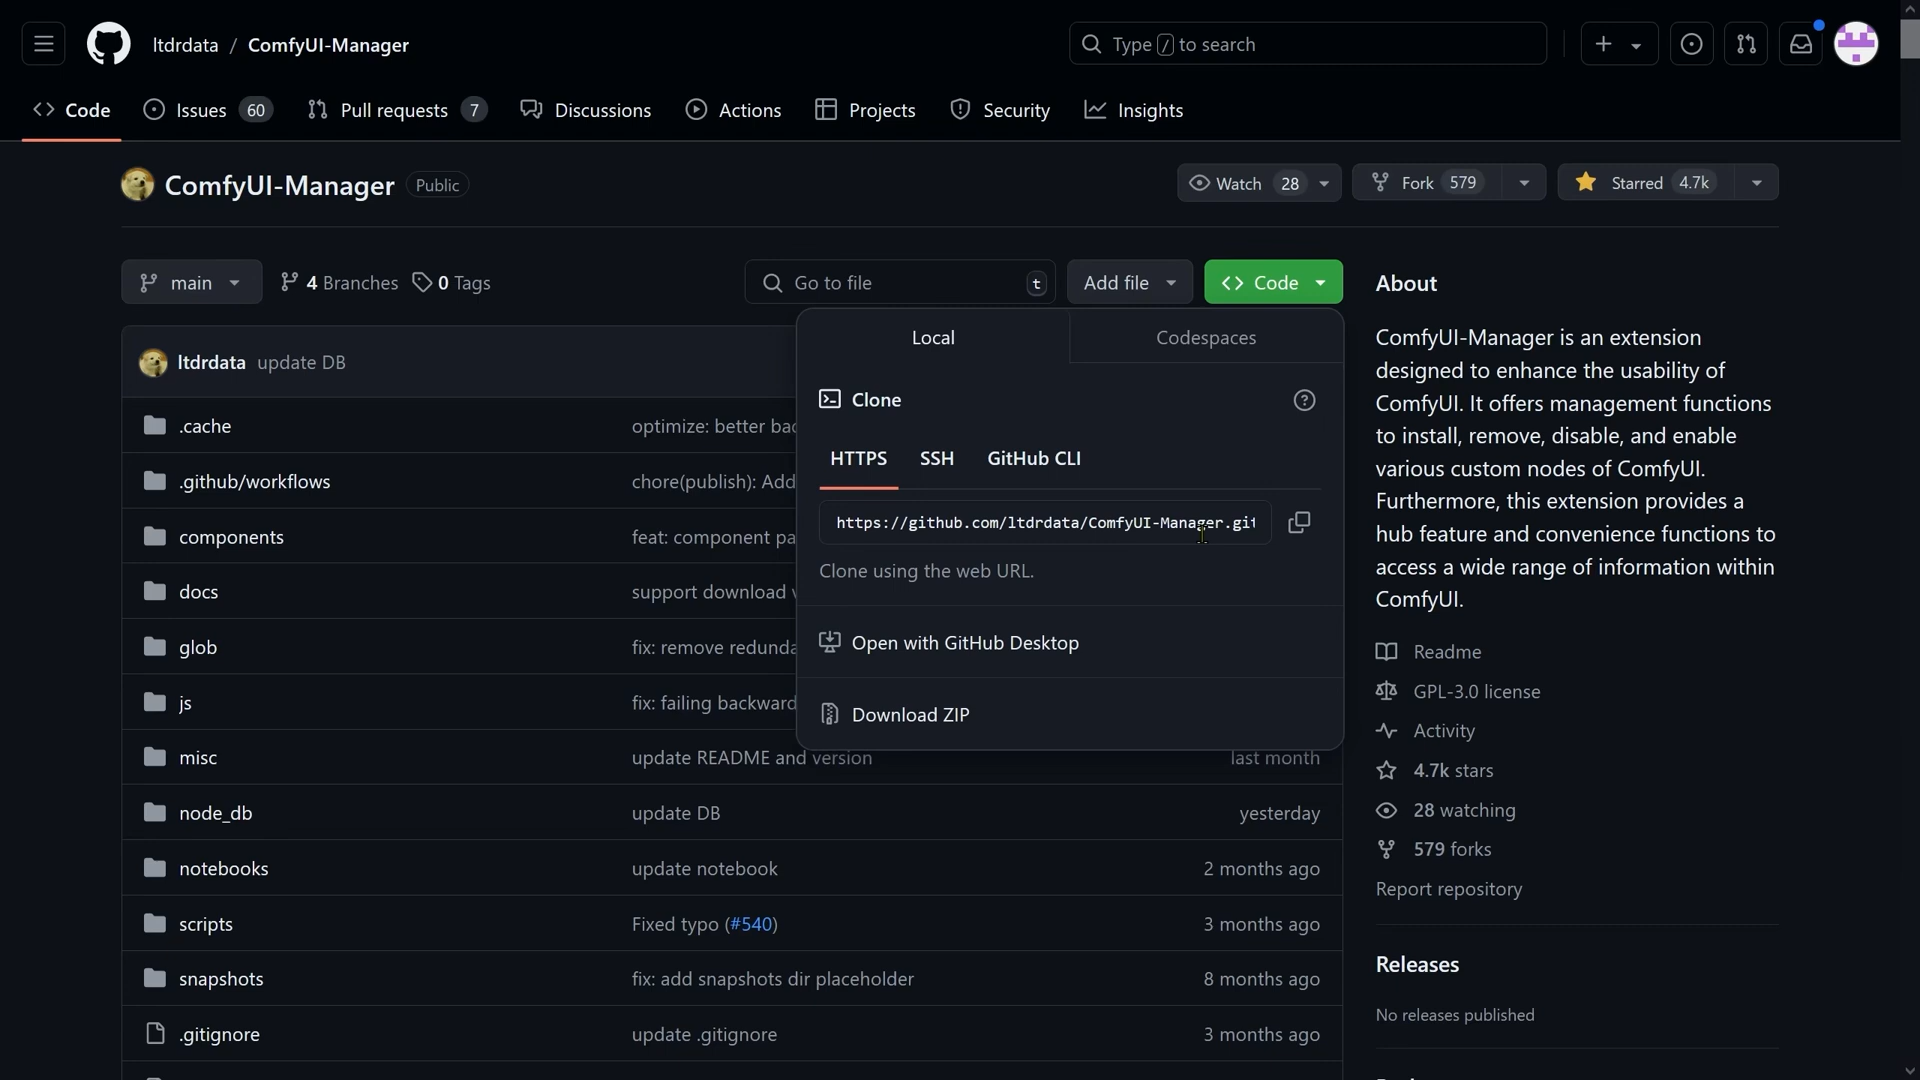 ltdrdata / ComfyUI-Manager
Type / to search
Code
Issues 60
Pull requests 7
Discussions
Actions
Projects
Security
Insights
ComfyUI-Manager Public
Watch 28
Fork 579
Starred 4.7k
main
4 Branches
0 Tags
Go to file t
Add file
Code
ltdrdata update DB
.cache optimize: better bac
.github/workflows chore(publish): Add
components feat: component pa
docs support download
glob fix: remove redunda
js fix: failing backward
misc update README and version last month
node_db update DB yesterday
notebooks update notebook 2 months ago
scripts Fixed typo (#540) 3 months ago
snapshots fix: add snapshots dir placeholder 8 months ago
.gitignore update .gitignore 3 months ago
Local
Codespaces
Clone
HTTPS SSH GitHub CLI
https://github.com/ltdrdata/ComfyUI-Manager.git
Clone using the web URL.
Open with GitHub Desktop
Download ZIP
About
ComfyUI-Manager is an extension
designed to enhance the usability of
ComfyUI. It offers management functions
to install, remove, disable, and enable
various custom nodes of ComfyUI.
Furthermore, this extension provides a
hub feature and convenience functions to
access a wide range of information within
ComfyUI.
Readme
GPL-3.0 license
Activity
4.7k stars
28 watching
579 forks
Report repository
Releases
No releases published